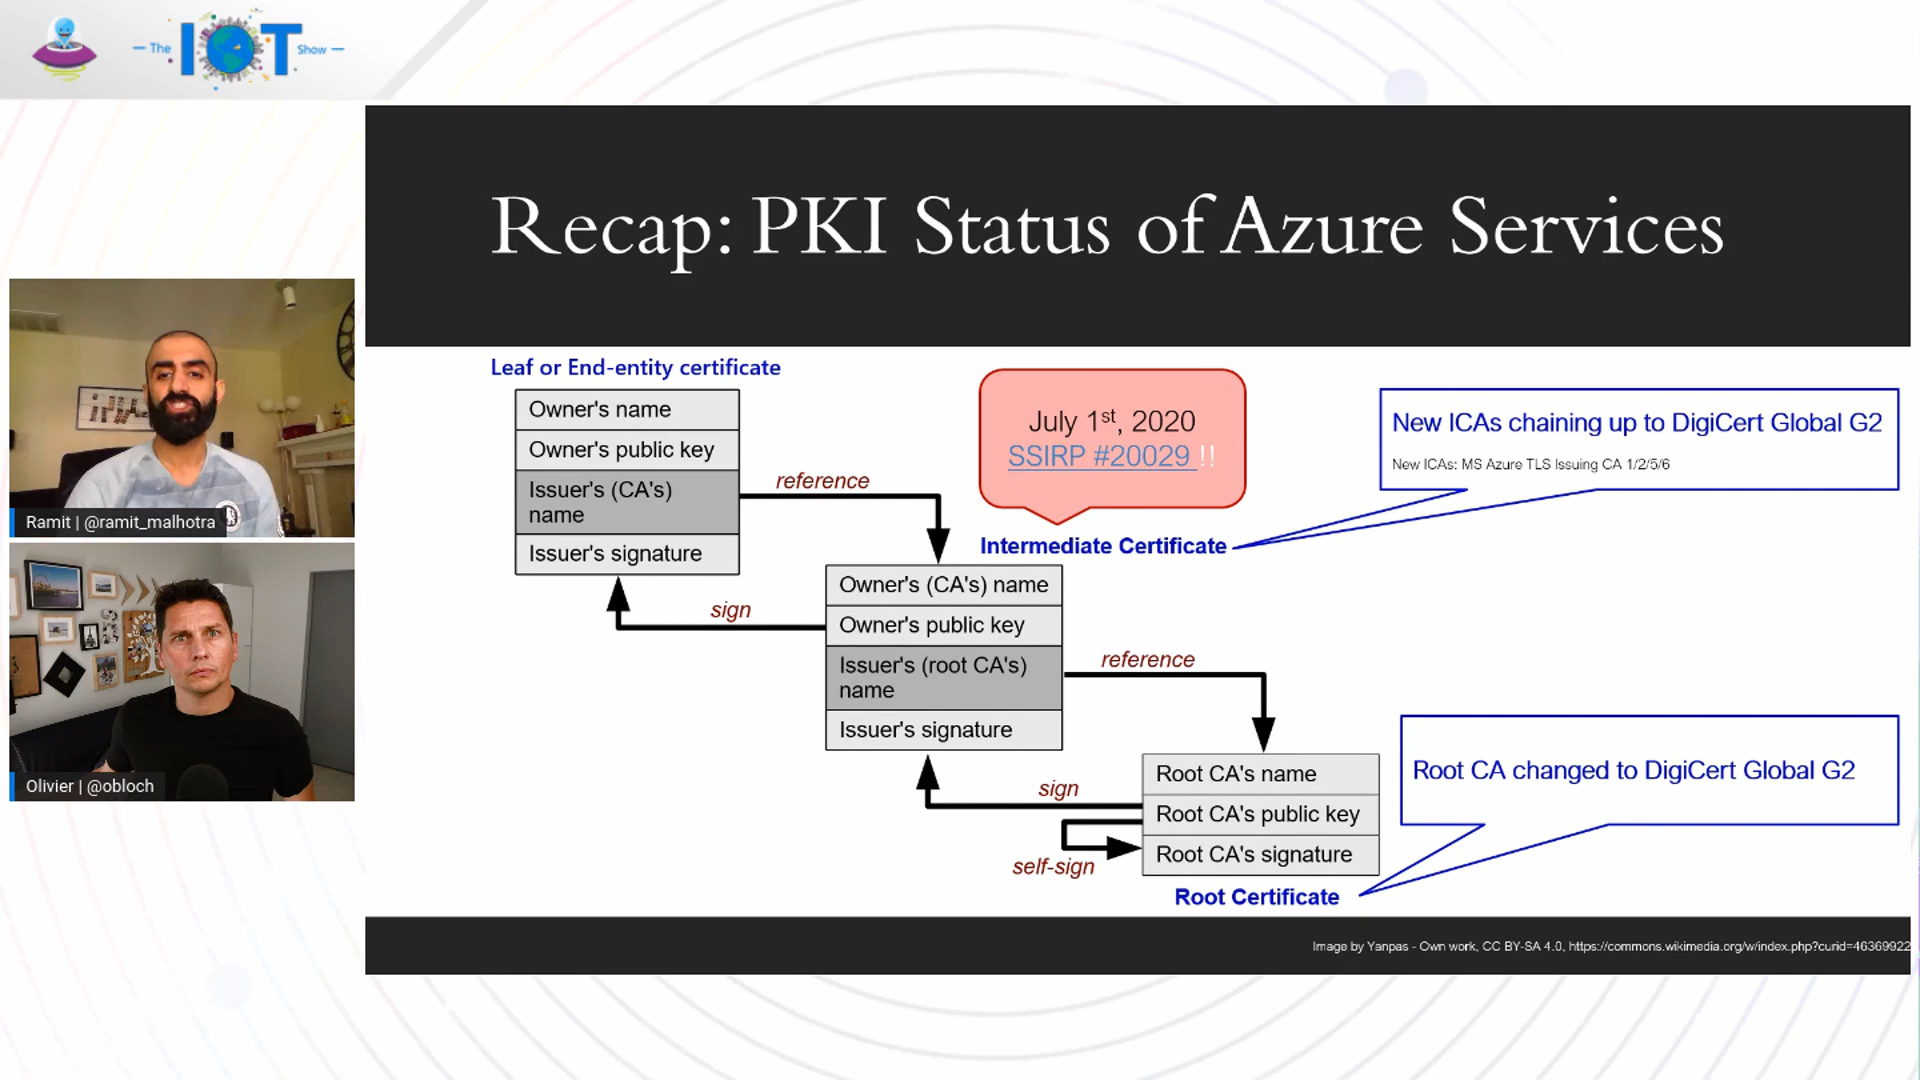 The IOT Show
Recap: PKI Status of Azure Services
Ramit | @ramit_malhotra
Olivier | @obloch
Leaf or End-entity certificate
Owner's name
Owner's public key
Issuer's (CA's)
name
Issuer's signature
reference
sign
July 1st, 2020
SSIRP #20029 !!
New ICAs chaining up to DigiCert Global G2
New ICAs: MS Azure TLS Issuing CA 1/2/5/6
Intermediate Certificate
Owner's (CA's) name
Owner's public key
Issuer's (root CA's)
name
Issuer's signature
reference
sign
self-sign
Root CA's name
Root CA's public key
Root CA's signature
Root Certificate
Root CA changed to DigiCert Global G2
Image by Yanpas - Own work, CC BY-SA 4.0, https://commons.wikimedia.org/w/index.php?curid=46369922